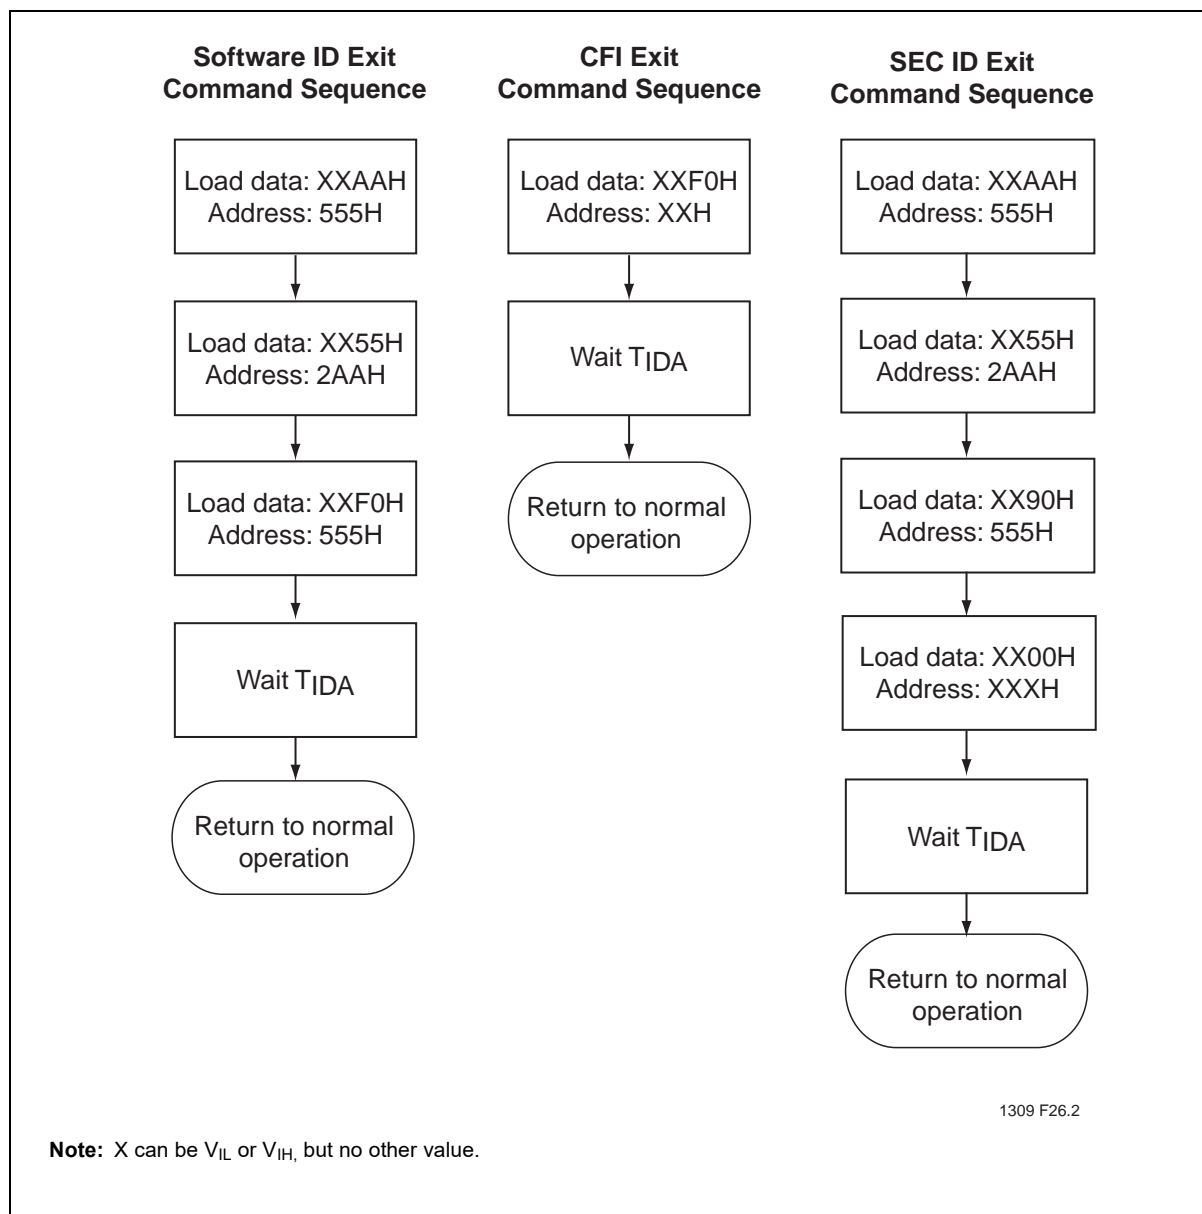 Software ID Exit
Command Sequence
Load data: XXAAH
Address: 555H
Load data: XX55H
Address: 2AAH
Load data: XXF0H
Address: 555H
Wait TIDA
Return to normal
operation
CFI Exit
Command Sequence
Load data: XXF0H
Address: XXH
Wait TIDA
Return to normal
operation
SEC ID Exit
Command Sequence
Load data: XXAAH
Address: 555H
Load data: XX55H
Address: 2AAH
Load data: XX90H
Address: 555H
Load data: XX00H
Address: XXXH
Wait TIDA
Return to normal
operation
1309 F26.2
Note: X can be VIL or VIH, but no other value.